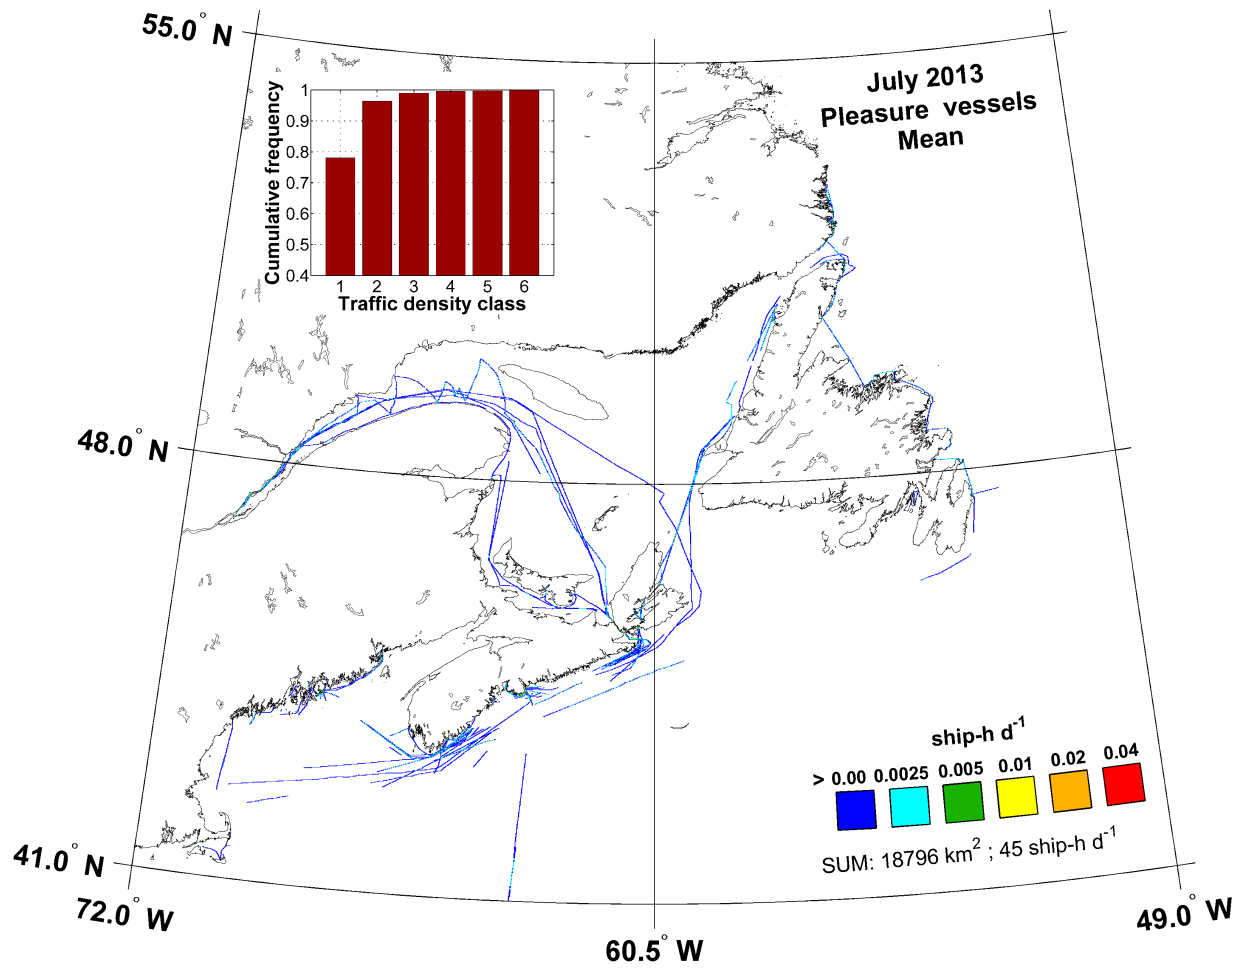 55.0° N
July 2013
Pleasure vessels
Mean
Cumulative frequency
1
0.9
0.8
0.7
0.6
0.5
0.4
1 2 3 4 5 6
Traffic density class
48.0° N
ship-h d-1
> 0.00 0.0025 0.005 0.01 0.02 0.04
SUM: 18796 km2 ; 45 ship-h d-1
41.0° N
72.0° W
60.5° W
49.0° W